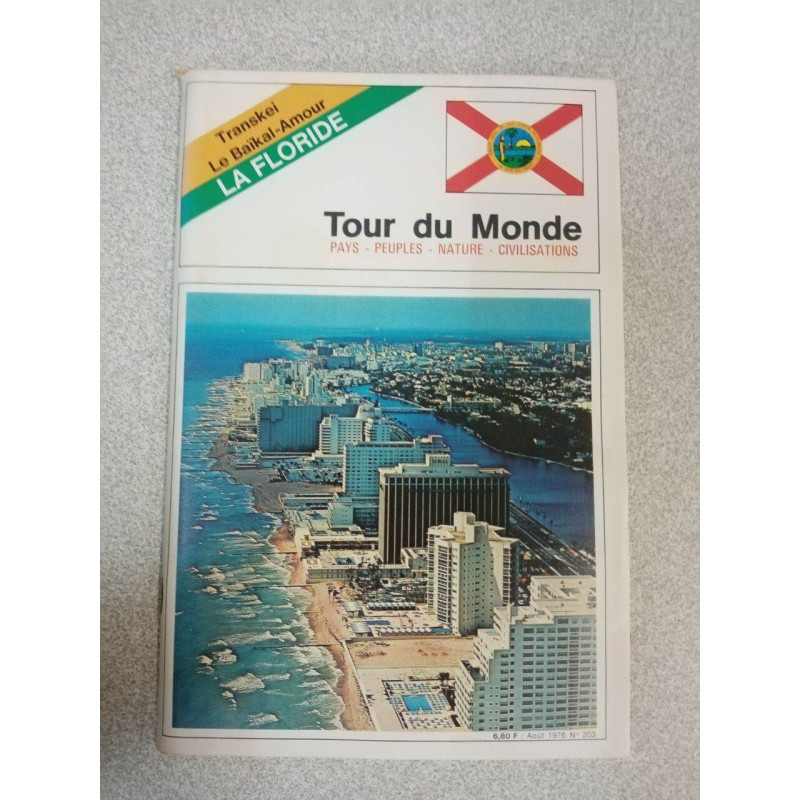 Transkei
Le Baïkal-Amour
LA FLORIDE
Tour du Monde
PAYS - PEUPLES - NATURE - CIVILISATIONS
6,80 F / Août 1976 N° 203